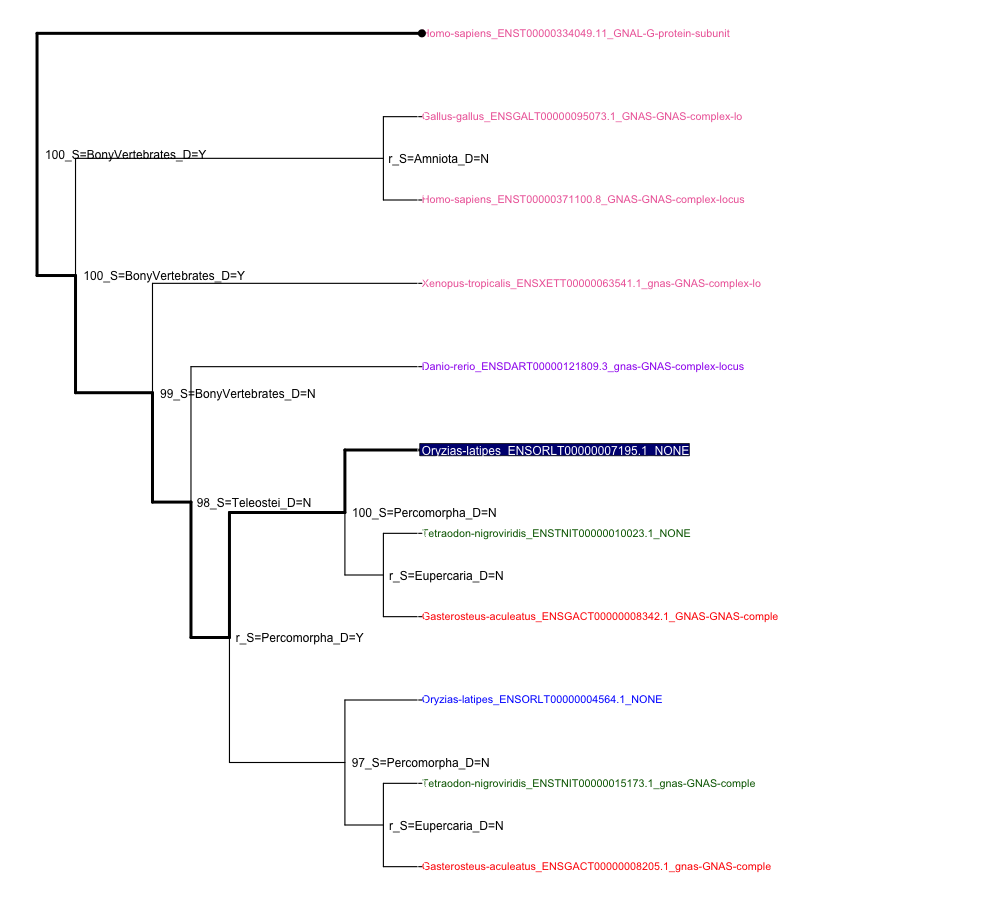 Homo-sapiens_ENST00000334049.11_GNAL-G-protein-subunit
Gallus-gallus_ENSGALT00000095073.1_GNAS-GNAS-complex-lo
100_S=BonyVertebrates_D=Y
r_S=Amniota_D=N
Homo-sapiens_ENST00000371100.8_GNAS-GNAS-complex-locus
100_S=BonyVertebrates_D=Y
Xenopus-tropicalis_ENSXETT00000063541.1_gnas-GNAS-complex-lo
Danio-rerio_ENSDART00000121809.3_gnas-GNAS-complex-locus
99_S=BonyVertebrates_D=N
Oryzias-latipes_ENSORLT00000007195.1_NONE
98_S=Teleostei_D=N
100_S=Percomorpha_D=N
Tetraodon-nigroviridis_ENSTNIT00000010023.1_NONE
r_S=Eupercaria_D=N
Gasterosteus-aculeatus_ENSGACT00000008342.1_GNAS-GNAS-comple
r_S=Percomorpha_D=Y
Oryzias-latipes_ENSORLT00000004564.1_NONE
97_S=Percomorpha_D=N
Tetraodon-nigroviridis_ENSTNIT00000015173.1_gnas-GNAS-comple
r_S=Eupercaria_D=N
Gasterosteus-aculeatus_ENSGACT00000008205.1_gnas-GNAS-comple